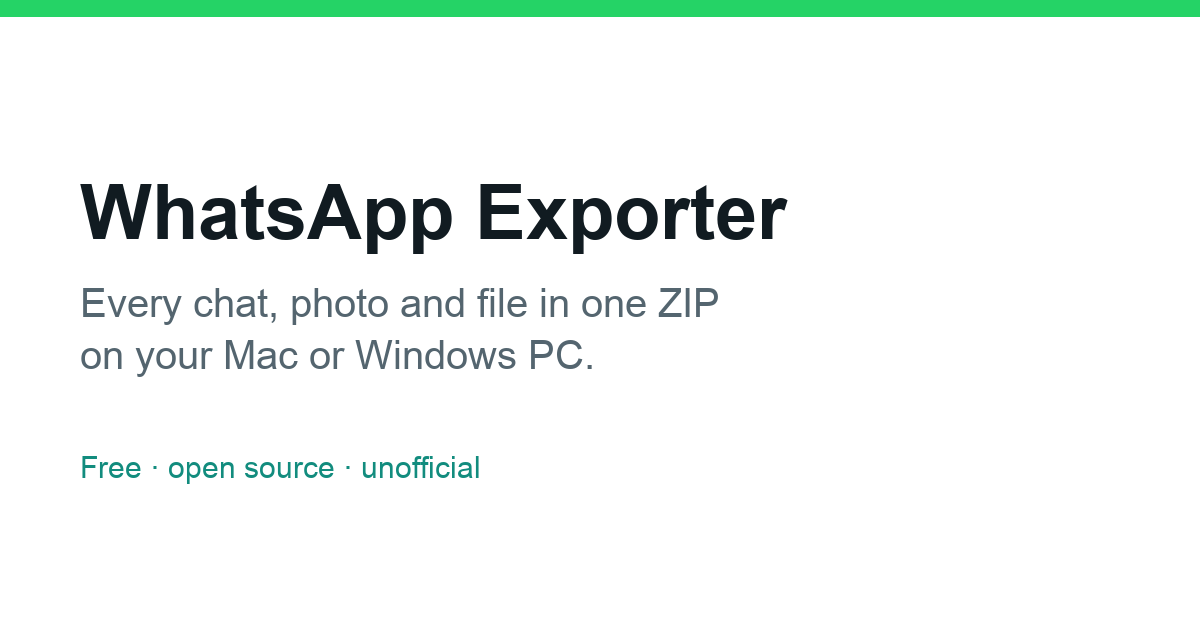 WhatsApp Exporter
Every chat, photo and file in one ZIP
on your Mac or Windows PC.
Free · open source · unofficial